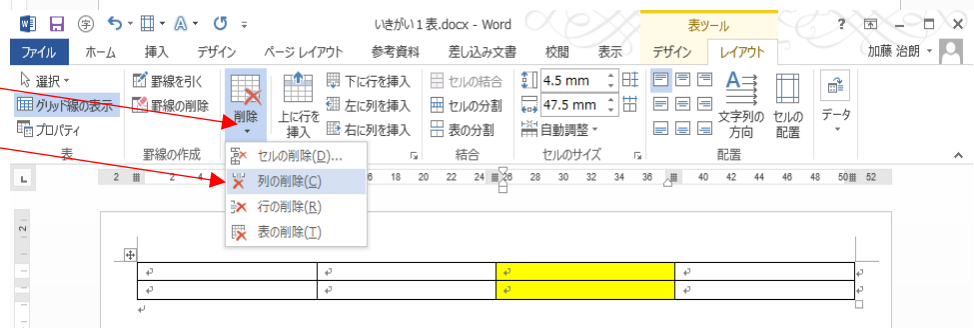 いきがい1表.docx - Word
表ツール
?
ファイル ホーム 挿入 デザイン ページ レイアウト 参考資料 差し込み文書 校閲 表示 デザイン レイアウト 加藤 治朗
選択 罫線を引く 下に行を挿入 セルの結合 4.5 mm
グリッド線の表示 罫線の削除 削除 上に行を挿入 左に列を挿入 セルの分割 47.5 mm 文字列の方向 セルの配置 データ
プロパティ 右に列を挿入 表の分割 自動調整
表 罫線の作成 結合 セルのサイズ 配置
セルの削除(D)...
列の削除(C)
行の削除(R)
表の削除(T)
L 2 2 4 6 18 20 22 24 26 28 30 32 34 36 40 42 44 46 48 50 52
2